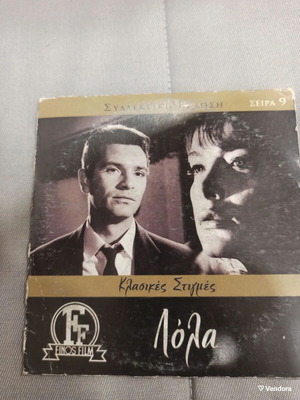 ΣΥΛΛΕΚΤΙΚΗ ΕΚΔΟΣΗ
ΣΕΙΡΑ 9
Κλασικές Στιγμές
FF
FINOS FILM
Λόλα
Vendora